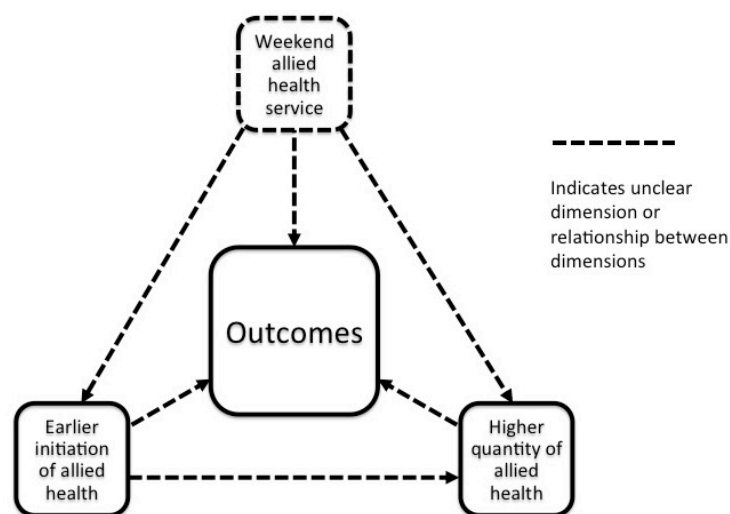 Weekend
allied
health
service
Indicates unclear
dimension or
relationship between
dimensions
Outcomes
Earlier
initiation
of allied
health
Higher
quantity of
allied
health